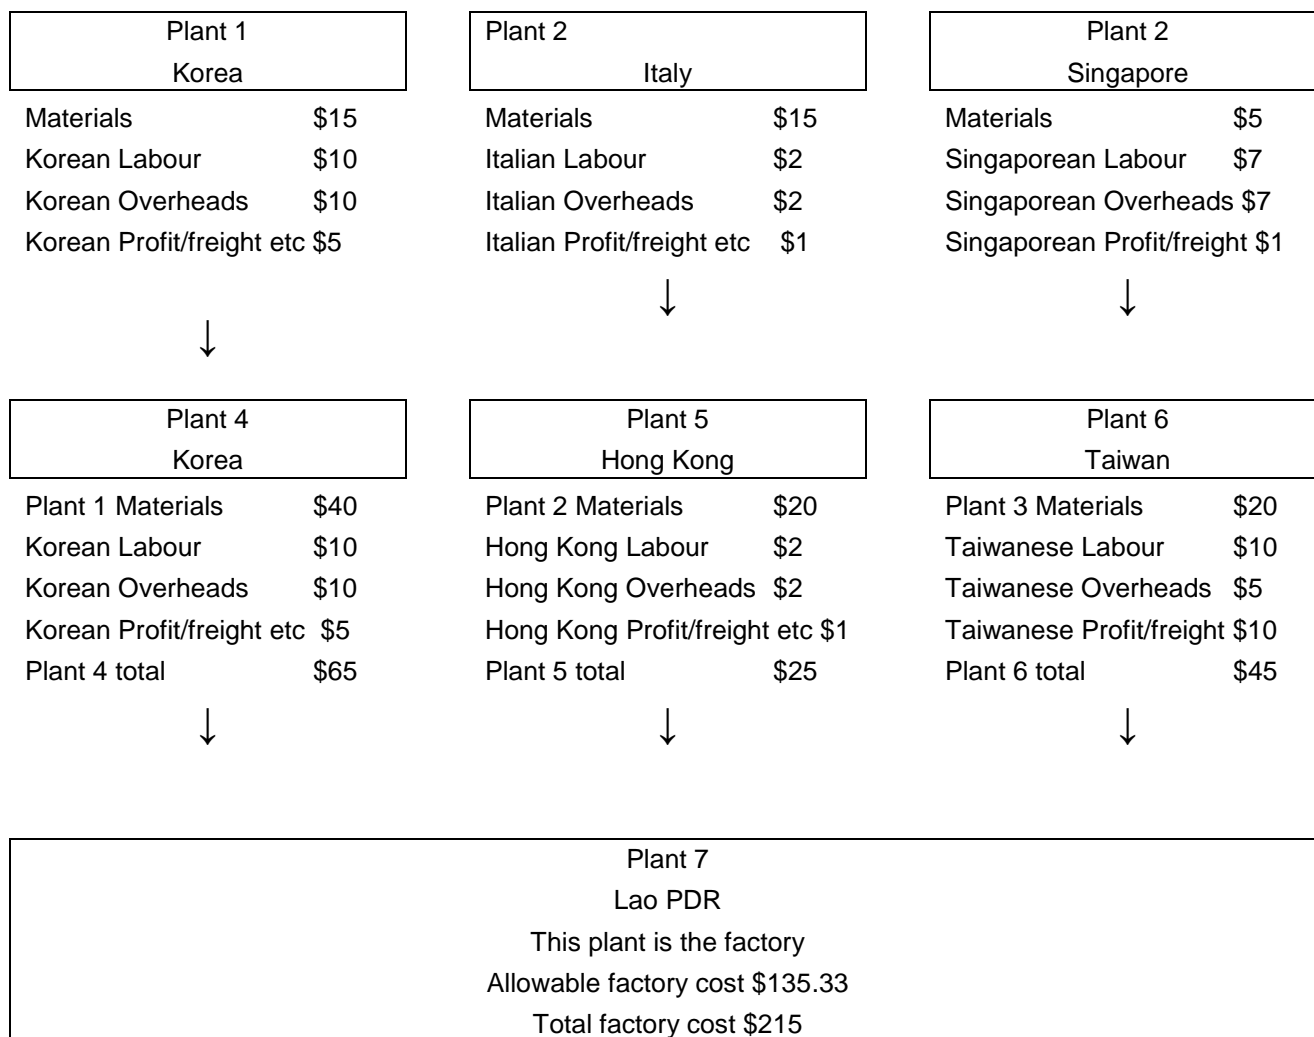 Plant 1
Korea
Materials $15
Korean Labour $10
Korean Overheads $10
Korean Profit/freight etc $5
Plant 2
Italy
Materials $15
Italian Labour $2
Italian Overheads $2
Italian Profit/freight etc $1
Plant 2
Singapore
Materials $5
Singaporean Labour $7
Singaporean Overheads $7
Singaporean Profit/freight $1
Plant 4
Korea
Plant 1 Materials $40
Korean Labour $10
Korean Overheads $10
Korean Profit/freight etc $5
Plant 4 total $65
Plant 5
Hong Kong
Plant 2 Materials $20
Hong Kong Labour $2
Hong Kong Overheads $2
Hong Kong Profit/freight etc $1
Plant 5 total $25
Plant 6
Taiwan
Plant 3 Materials $20
Taiwanese Labour $10
Taiwanese Overheads $5
Taiwanese Profit/freight $10
Plant 6 total $45
Plant 7
Lao PDR
This plant is the factory
Allowable factory cost $135.33
Total factory cost $215